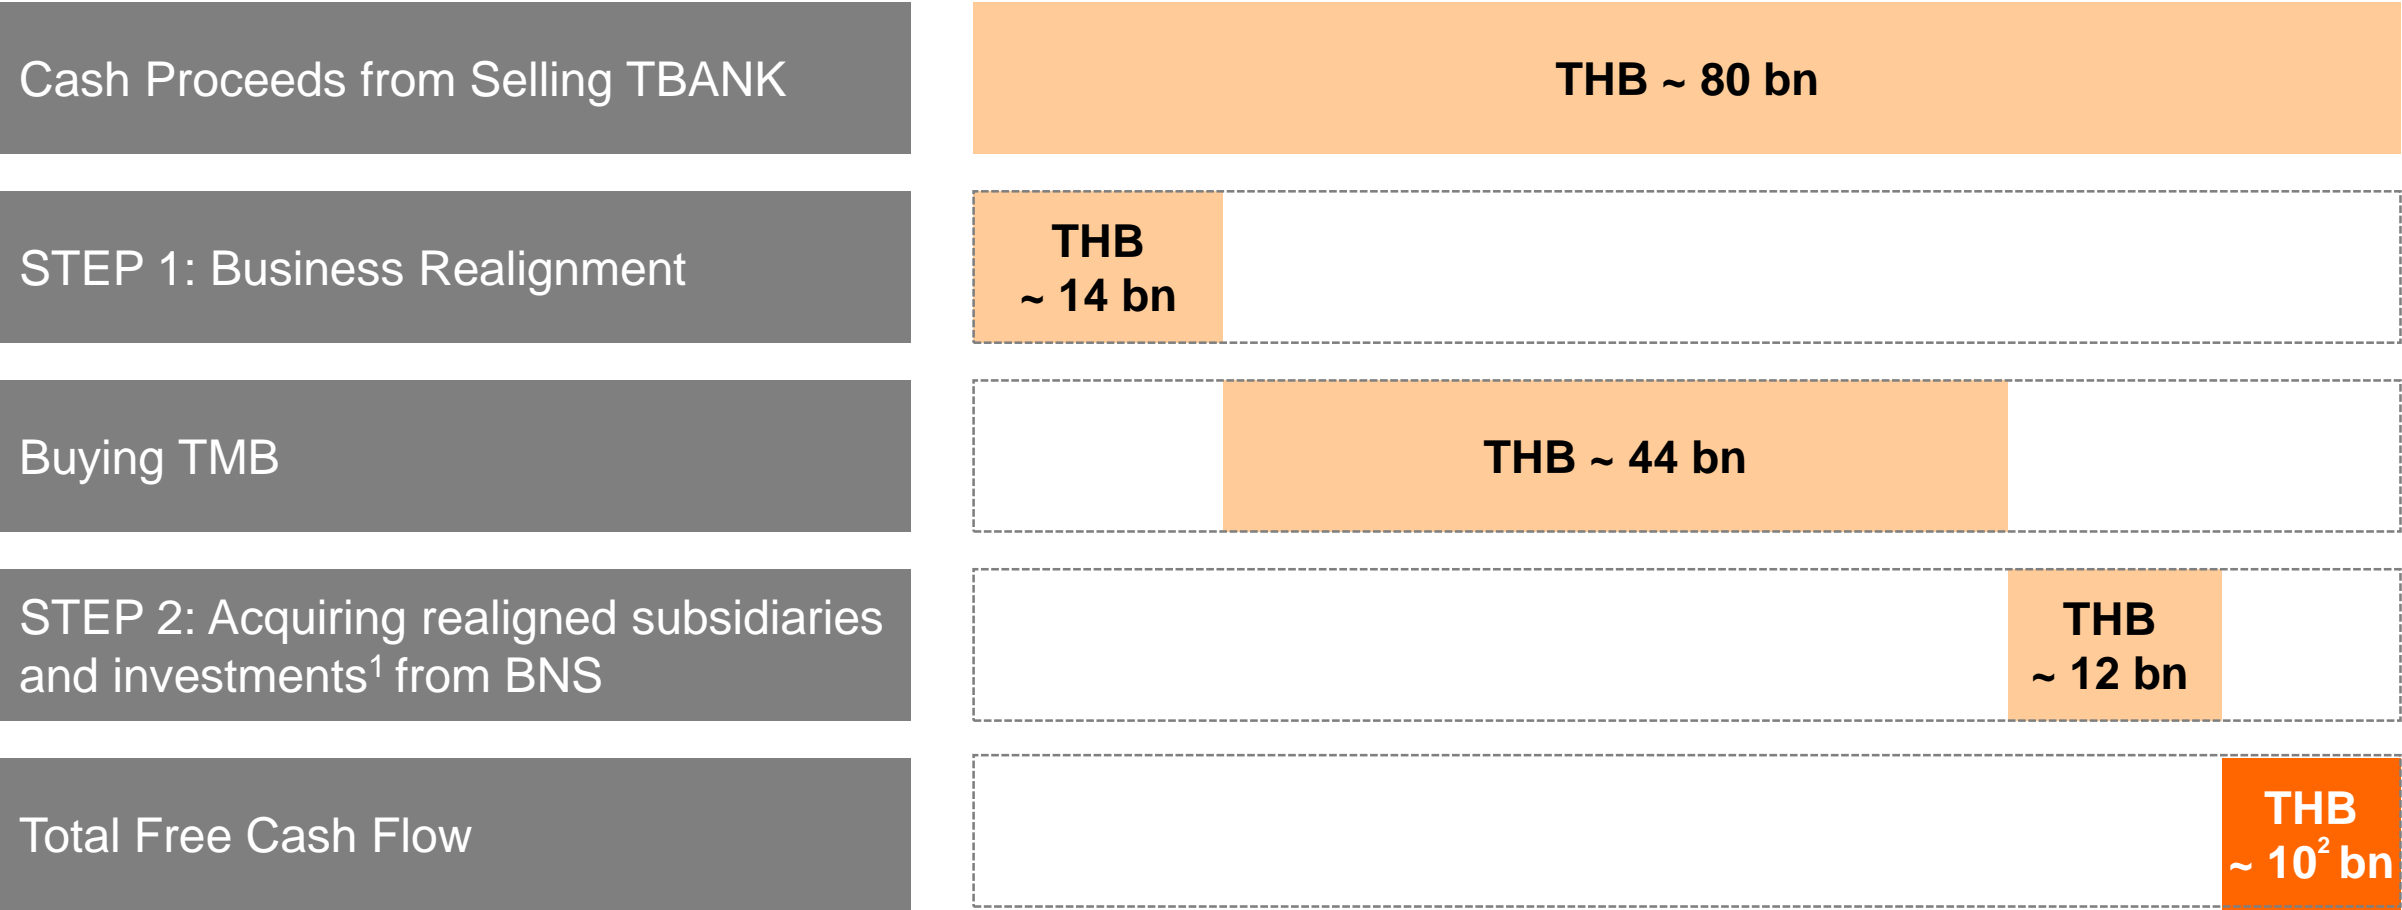 Cash Proceeds from Selling TBANK
THB ~ 80 bn
STEP 1: Business Realignment
THB
~ 14 bn
Buying TMB
THB ~ 44 bn
STEP 2: Acquiring realigned subsidiaries
and investments¹ from BNS
THB
~ 12 bn
Total Free Cash Flow
THB
~ 10² bn